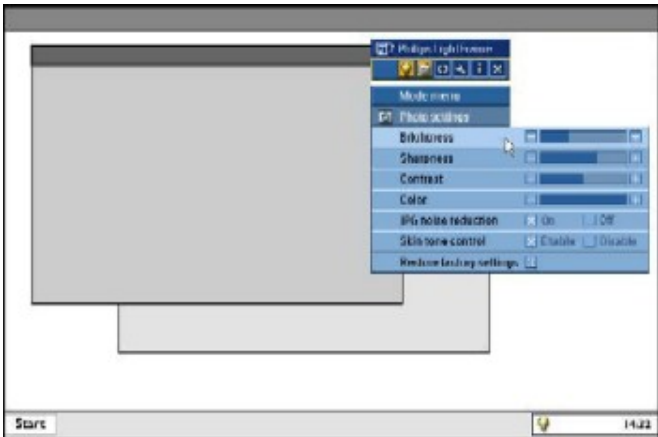 Philips LightFrame
Mode menu
Photo settings
Brightness
Sharpness
Contrast
Color
JPG noise reduction On Off
Skin tone control Enable Disable
Restore factory settings
Start 14:22